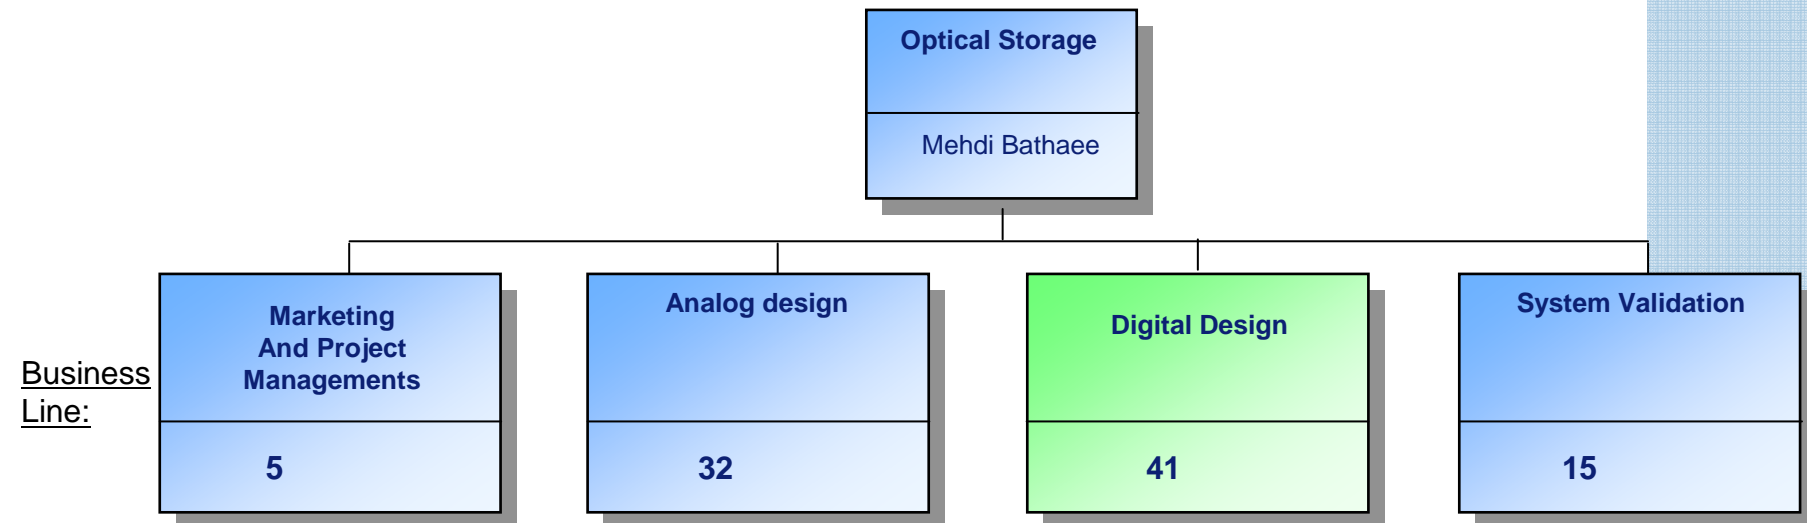 Optical Storage
Mehdi Bathaee
Business
Line:
Marketing
And Project
Managements
5
Analog design
32
Digital Design
41
System Validation
15